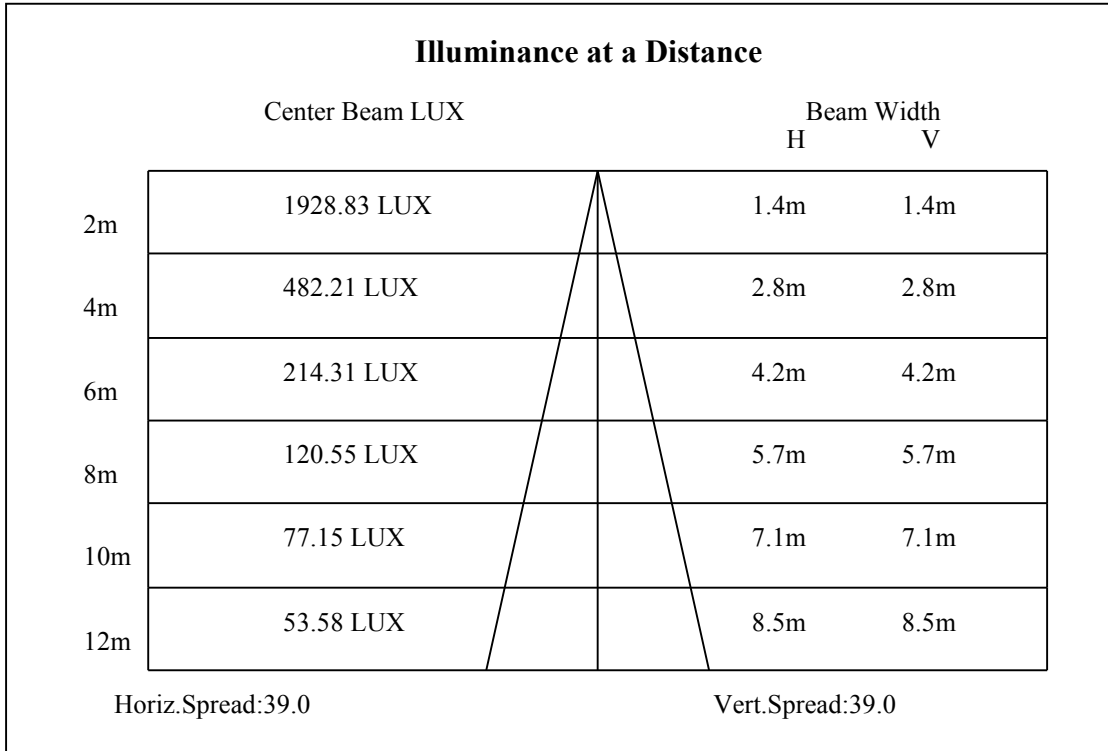 Illuminance at a Distance
Center Beam LUX Beam Width
H V
2m 1928.83 LUX 1.4m 1.4m
4m 482.21 LUX 2.8m 2.8m
6m 214.31 LUX 4.2m 4.2m
8m 120.55 LUX 5.7m 5.7m
10m 77.15 LUX 7.1m 7.1m
12m 53.58 LUX 8.5m 8.5m
Horiz.Spread:39.0 Vert.Spread:39.0